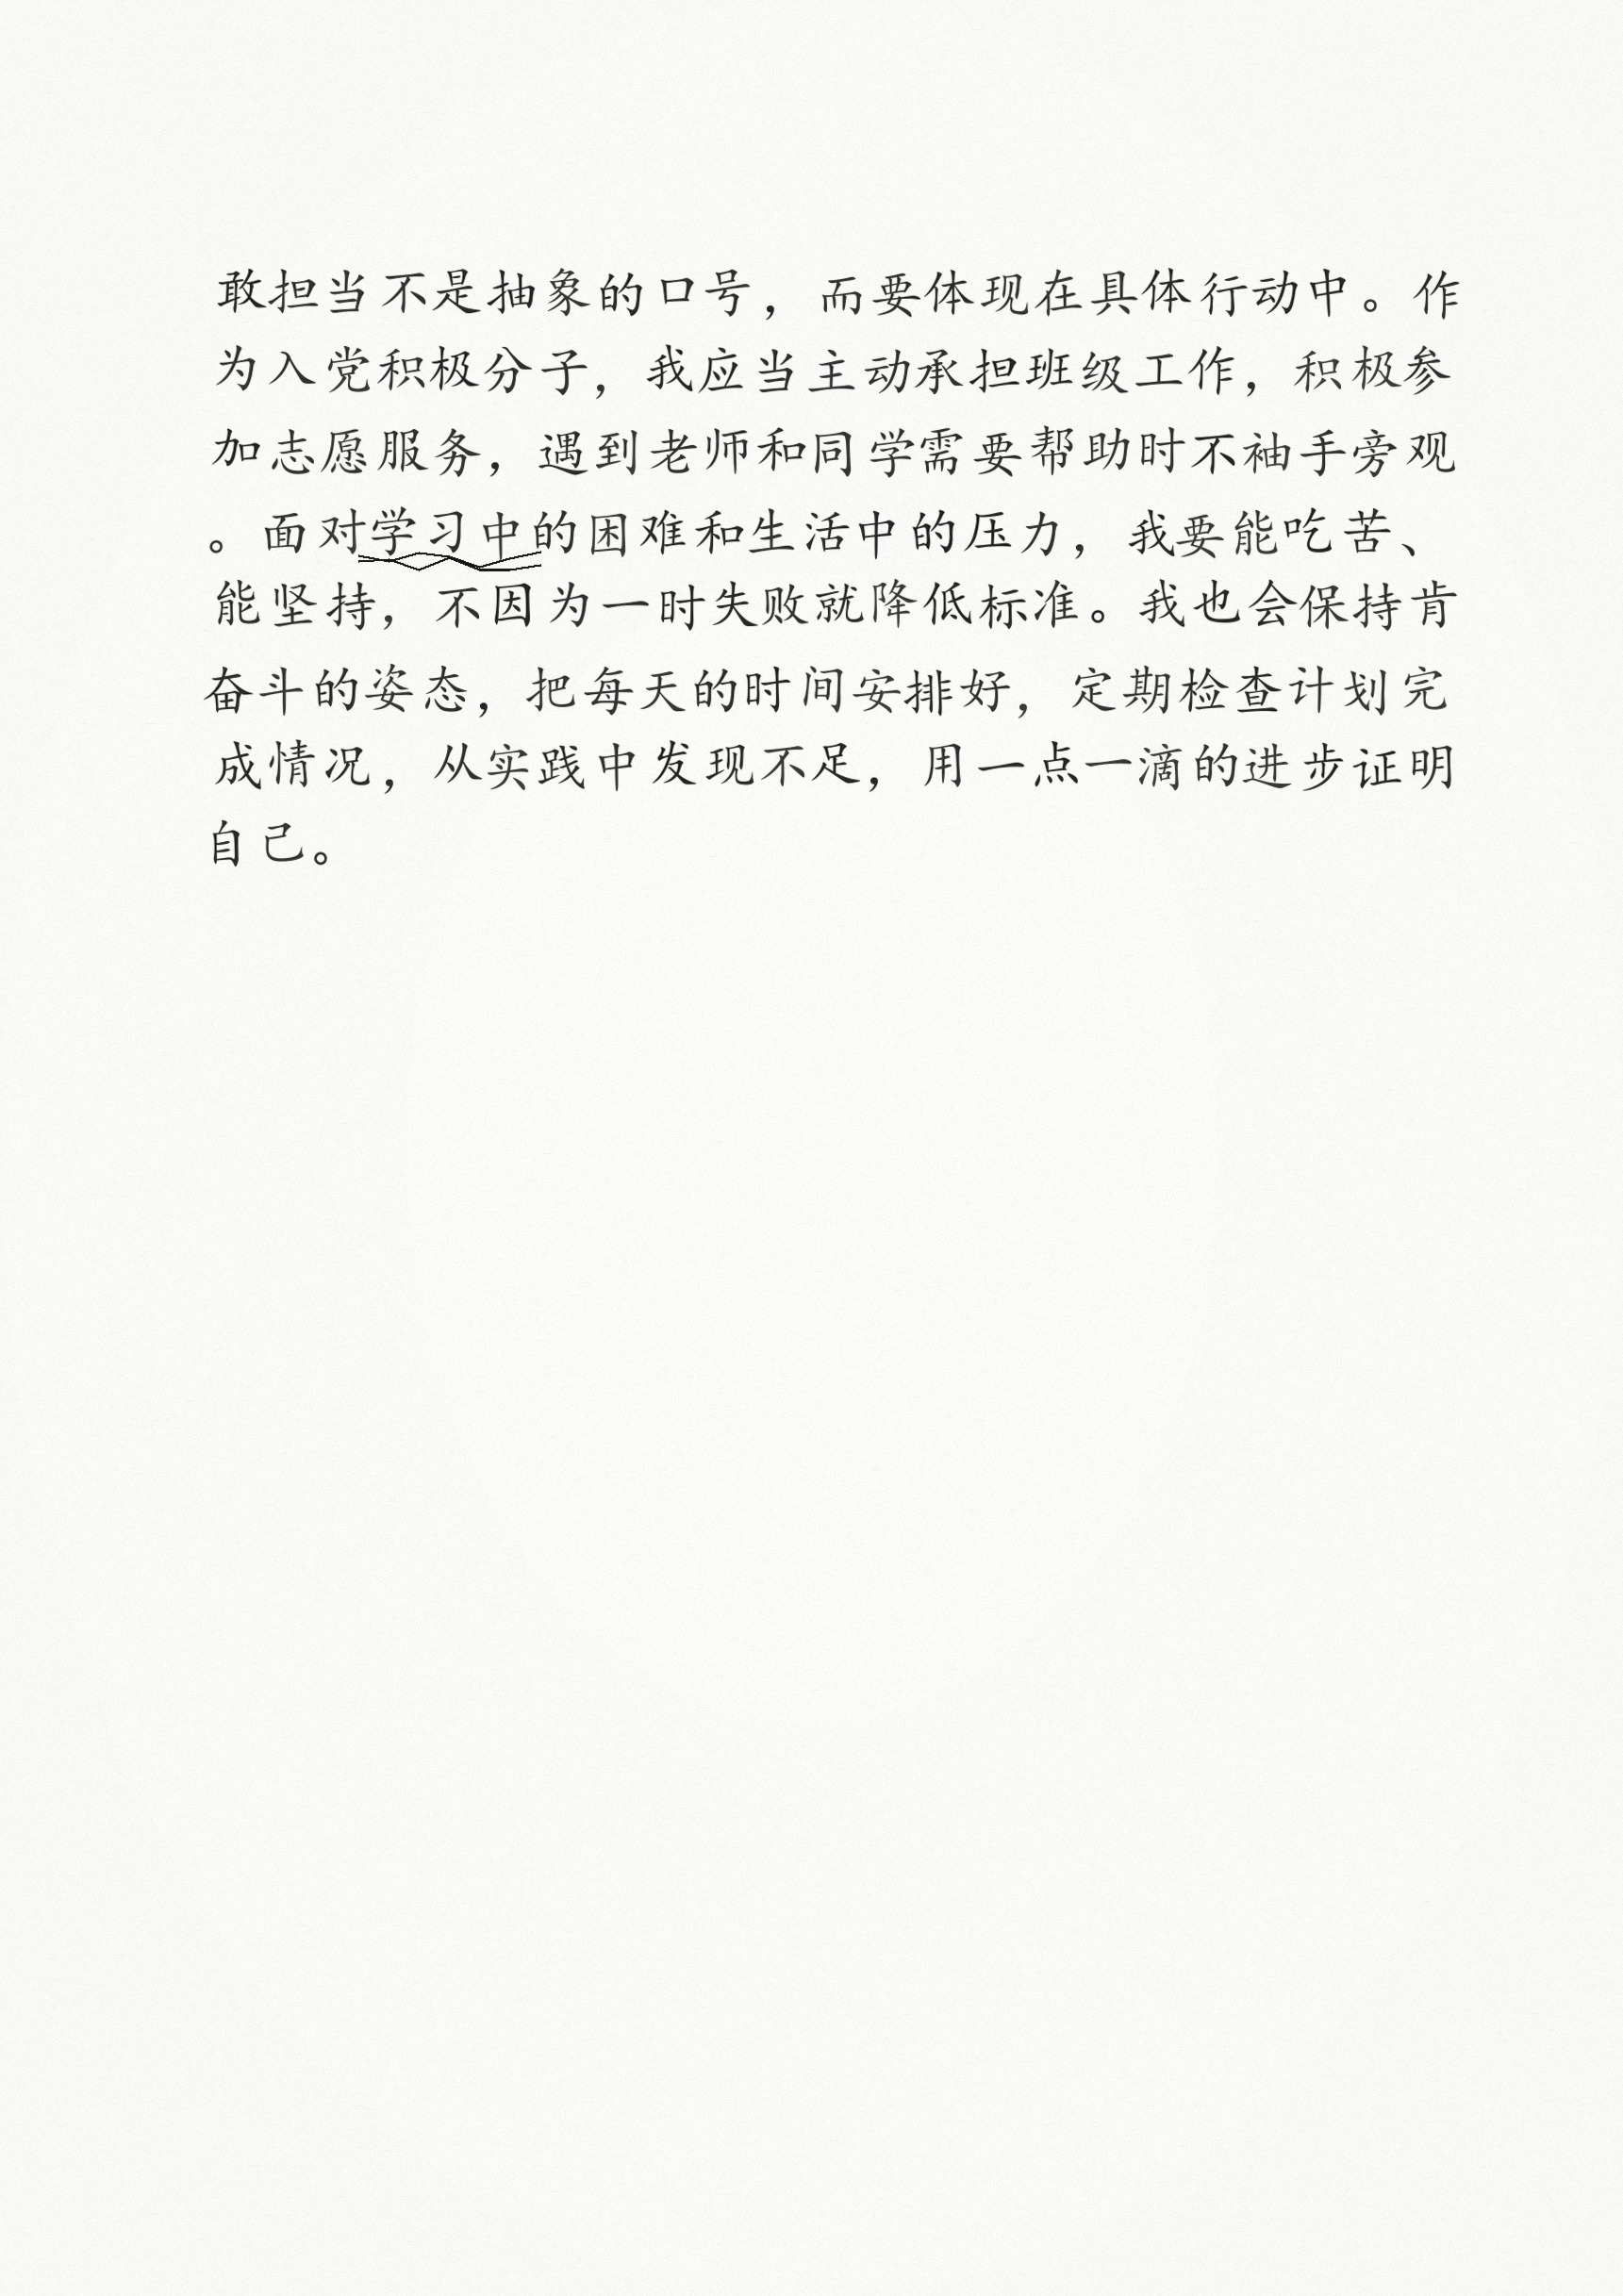 敢担当不是抽象的口号，而要体现在具体行动中。作
为入党积极分子，我应当主动承担班级工作，积极参
加志愿服务，遇到老师和同学需要帮助时不袖手旁观
。面对学习中的困难和生活中的压力，我要能吃苦、
能坚持，不因为一时失败就降低标准。我也会保持肯
奋斗的姿态，把每天的时间安排好，定期检查计划完
成情况，从实践中发现不足，用一点一滴的进步证明
自己。